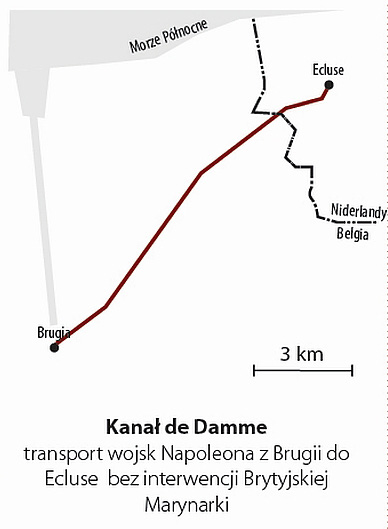 Morze Północne
Ecluse
Niderlandy
Belgia
Brugia
3 km
Kanał de Damme
transport wojsk Napoleona z Brugii do
Ecluse bez interwencji Brytyjskiej
Marynarki